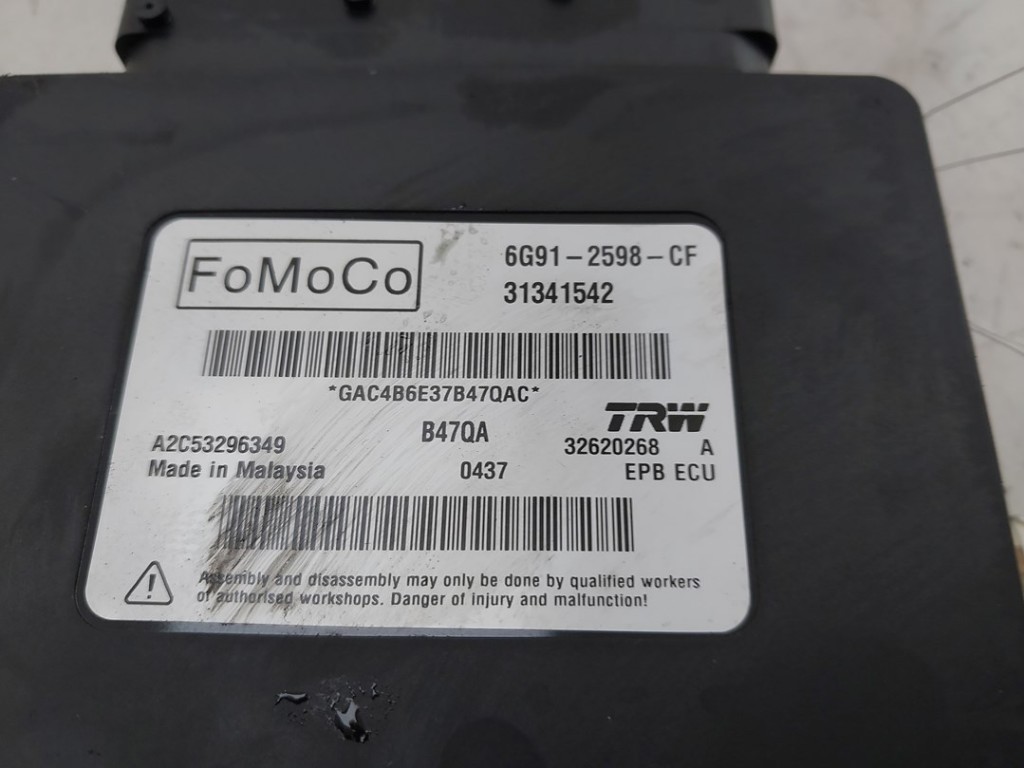 FoMoCo
6G91-2598-CF
31341542
*GAC4B6E37B47QAC*
TRW
A2C53296349 B47QA 32620268 A
Made in Malaysia 0437 EPB ECU
Assembly and disassembly may only be done by qualified workers
of authorised workshops. Danger of injury and malfunction!